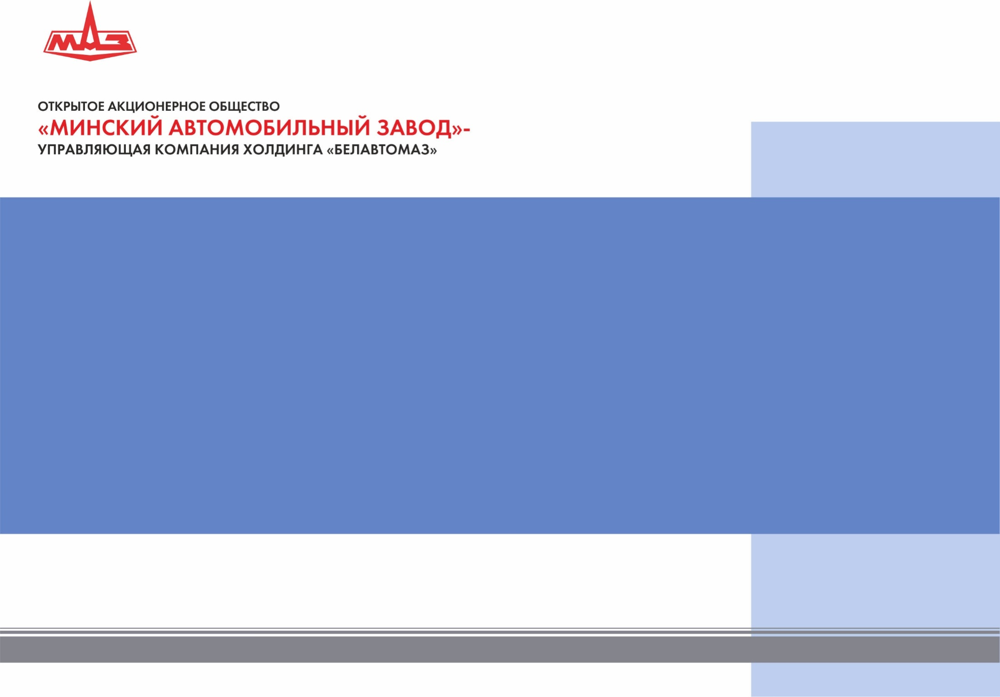 МАЗ
ОТКРЫТОЕ АКЦИОНЕРНОЕ ОБЩЕСТВО
«МИНСКИЙ АВТОМОБИЛЬНЫЙ ЗАВОД»-
УПРАВЛЯЮЩАЯ КОМПАНИЯ ХОЛДИНГА «БЕЛАВТОМАЗ»